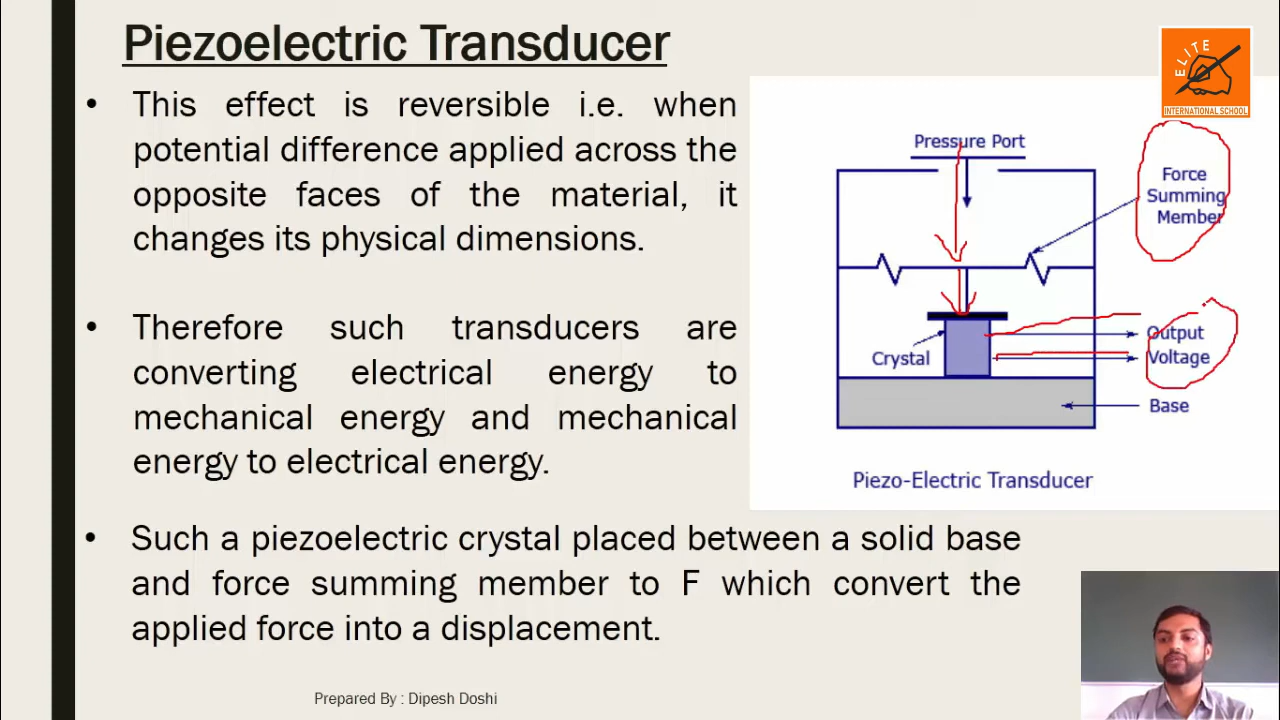 Piezoelectric Transducer
• This effect is reversible i.e. when
potential difference applied across the
opposite faces of the material, it
changes its physical dimensions.
• Therefore such transducers are
converting electrical energy to
mechanical energy and mechanical
energy to electrical energy.
• Such a piezoelectric crystal placed between a solid base
and force summing member to F which convert the
applied force into a displacement.
Prepared By : Dipesh Doshi
ELITE
INTERNATIONAL SCHOOL
Pressure Port
Force
Summing
Member
Crystal
Output
Voltage
Base
Piezo-Electric Transducer